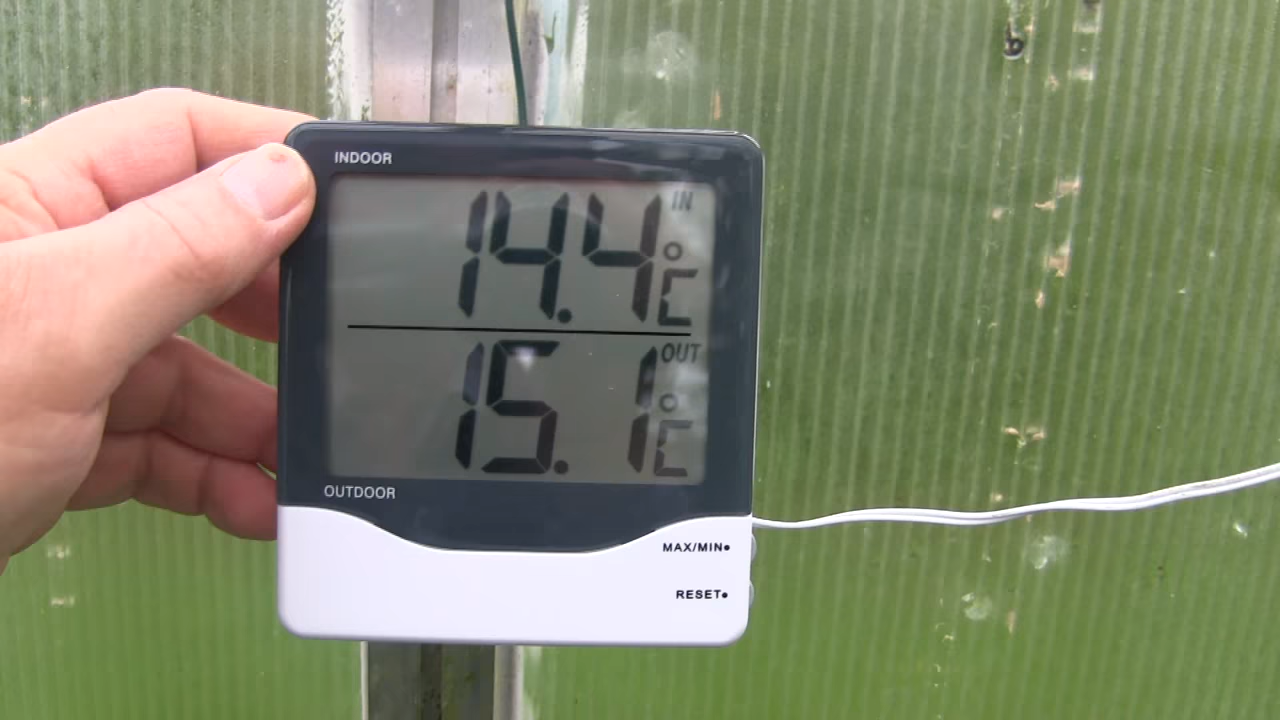 INDOOR
IN
14.4°C
OUT
15.1°C
OUTDOOR
MAX/MIN•
RESET•